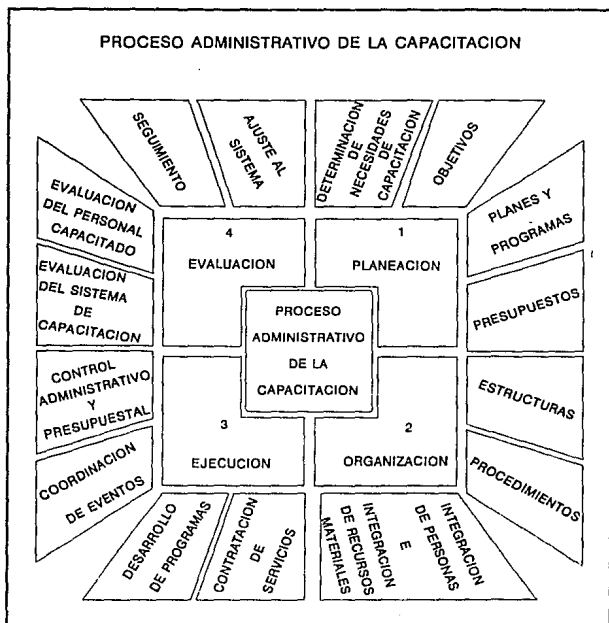 PROCESO ADMINISTRATIVO DE LA CAPACITACION
SEGUIMIENTO
AJUSTE AL
SISTEMA
DETERMINACION
DE
NECESIDADES
DE
CAPACITACION
OBJETIVOS
EVALUACION
DEL PERSONAL
CAPACITADO
4
EVALUACION
1
PLANEACION
PLANES Y
PROGRAMAS
EVALUACION
DEL SISTEMA
DE
CAPACITACION
PRESUPUESTOS
PROCESO
ADMINISTRATIVO
DE LA
CAPACITACION
CONTROL
ADMINISTRATIVO
Y
PRESUPUESTAL
3
EJECUCION
2
ORGANIZACION
ESTRUCTURAS
COORDINACION
DE EVENTOS
PROCEDIMIENTOS
DESARROLLO
DE PROGRAMAS
CONTRATACION
DE
SERVICIOS
INTEGRACION
DE RECURSOS
MATERIALES
E
INTEGRACION
DE PERSONAS